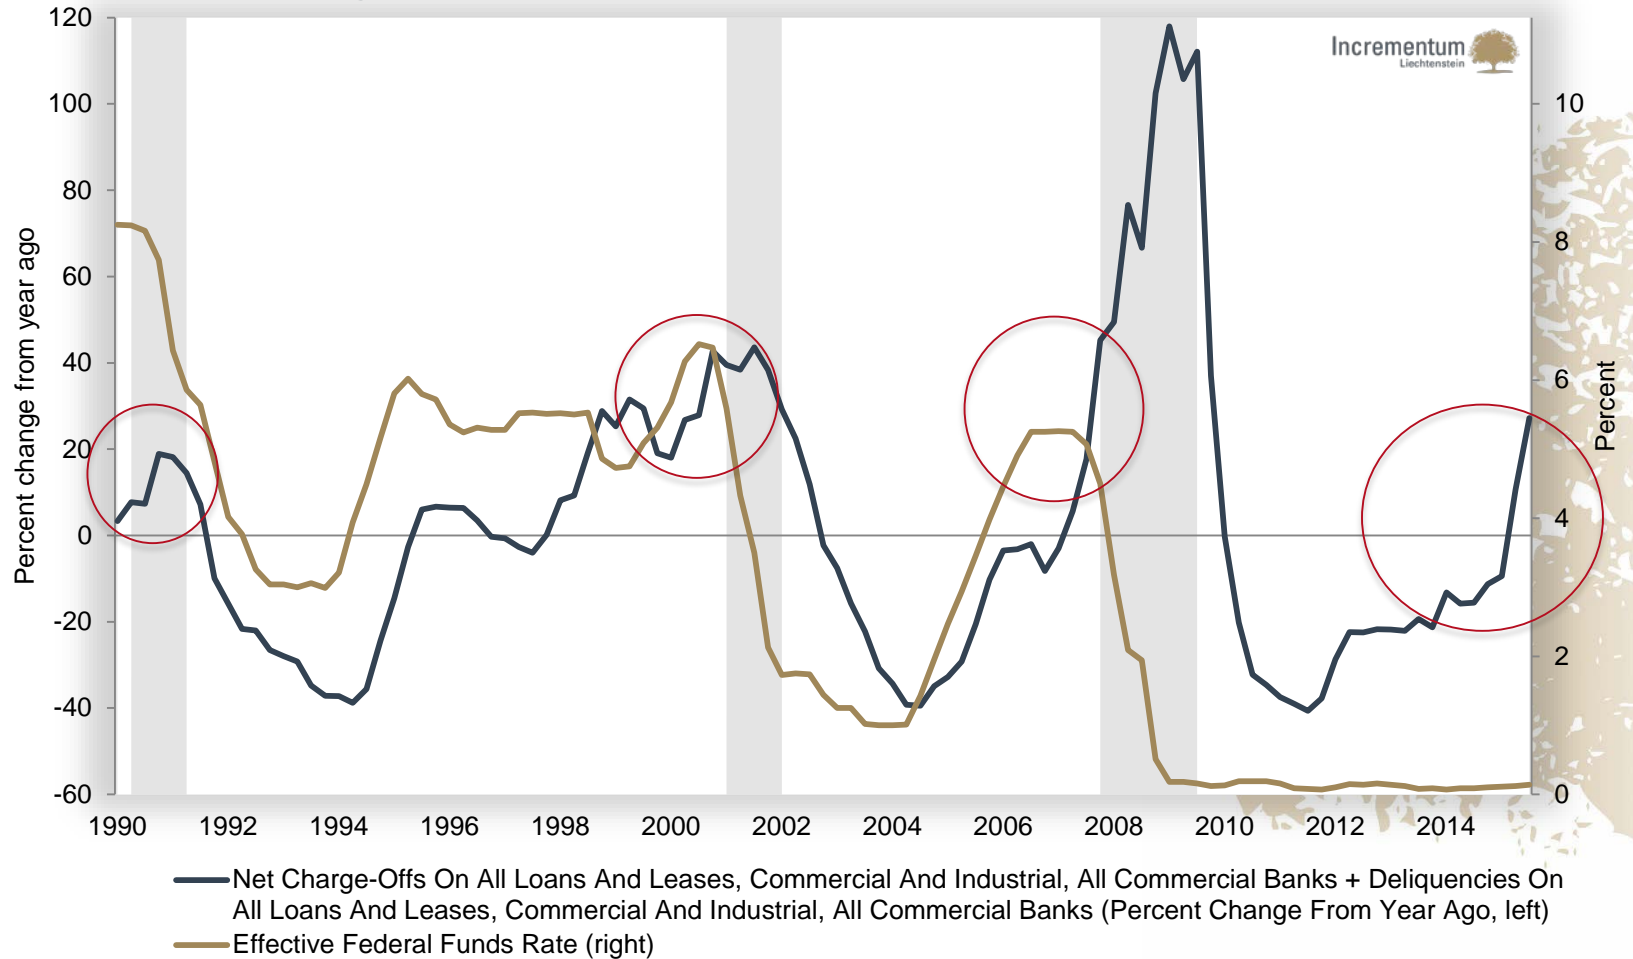 120
100
80
60
40
20
0
-20
-40
-60
Percent change from year ago
Incrementum
Liechtenstein
10
8
6
4
2
0
Percent
1990 1992 1994 1996 1998 2000 2002 2004 2006 2008 2010 2012 2014
Net Charge-Offs On All Loans And Leases, Commercial And Industrial, All Commercial Banks + Deliquencies On
All Loans And Leases, Commercial And Industrial, All Commercial Banks (Percent Change From Year Ago, left)
Effective Federal Funds Rate (right)